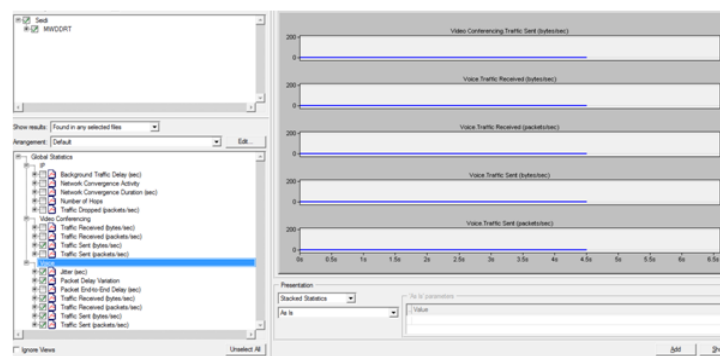 Serdi
MWDDRT
Show results: Found in any selected files
Arrangement: Default
Edit...
Global Statistics
IP
Background Traffic Delay (sec)
Network Convergence Activity
Network Convergence Duration (sec)
Number of Hops
Traffic Dropped (packets/sec)
Video Conferencing
Traffic Received (bytes/sec)
Traffic Received (packets/sec)
Traffic Sent (bytes/sec)
Traffic Sent (packets/sec)
Voice
Jitter (sec)
Packet Delay Variation
Packet End-to-End Delay (sec)
Traffic Received (bytes/sec)
Traffic Received (packets/sec)
Traffic Sent (bytes/sec)
Traffic Sent (packets/sec)
Ignore Views
Unselect All
Video Conferencing.Traffic Sent (bytes/sec)
200
0
Voice.Traffic Received (bytes/sec)
200
0
Voice.Traffic Received (packets/sec)
200
0
Voice.Traffic Sent (bytes/sec)
200
0
Voice.Traffic Sent (packets/sec)
200
0
0s 0.5s 1s 1.5s 2s 2.5s 3s 3.5s 4s 4.5s 5s 5.5s 6s 6.5s
Presentation
Stacked Statistics
As Is
'As Is' parameters
Value
Add